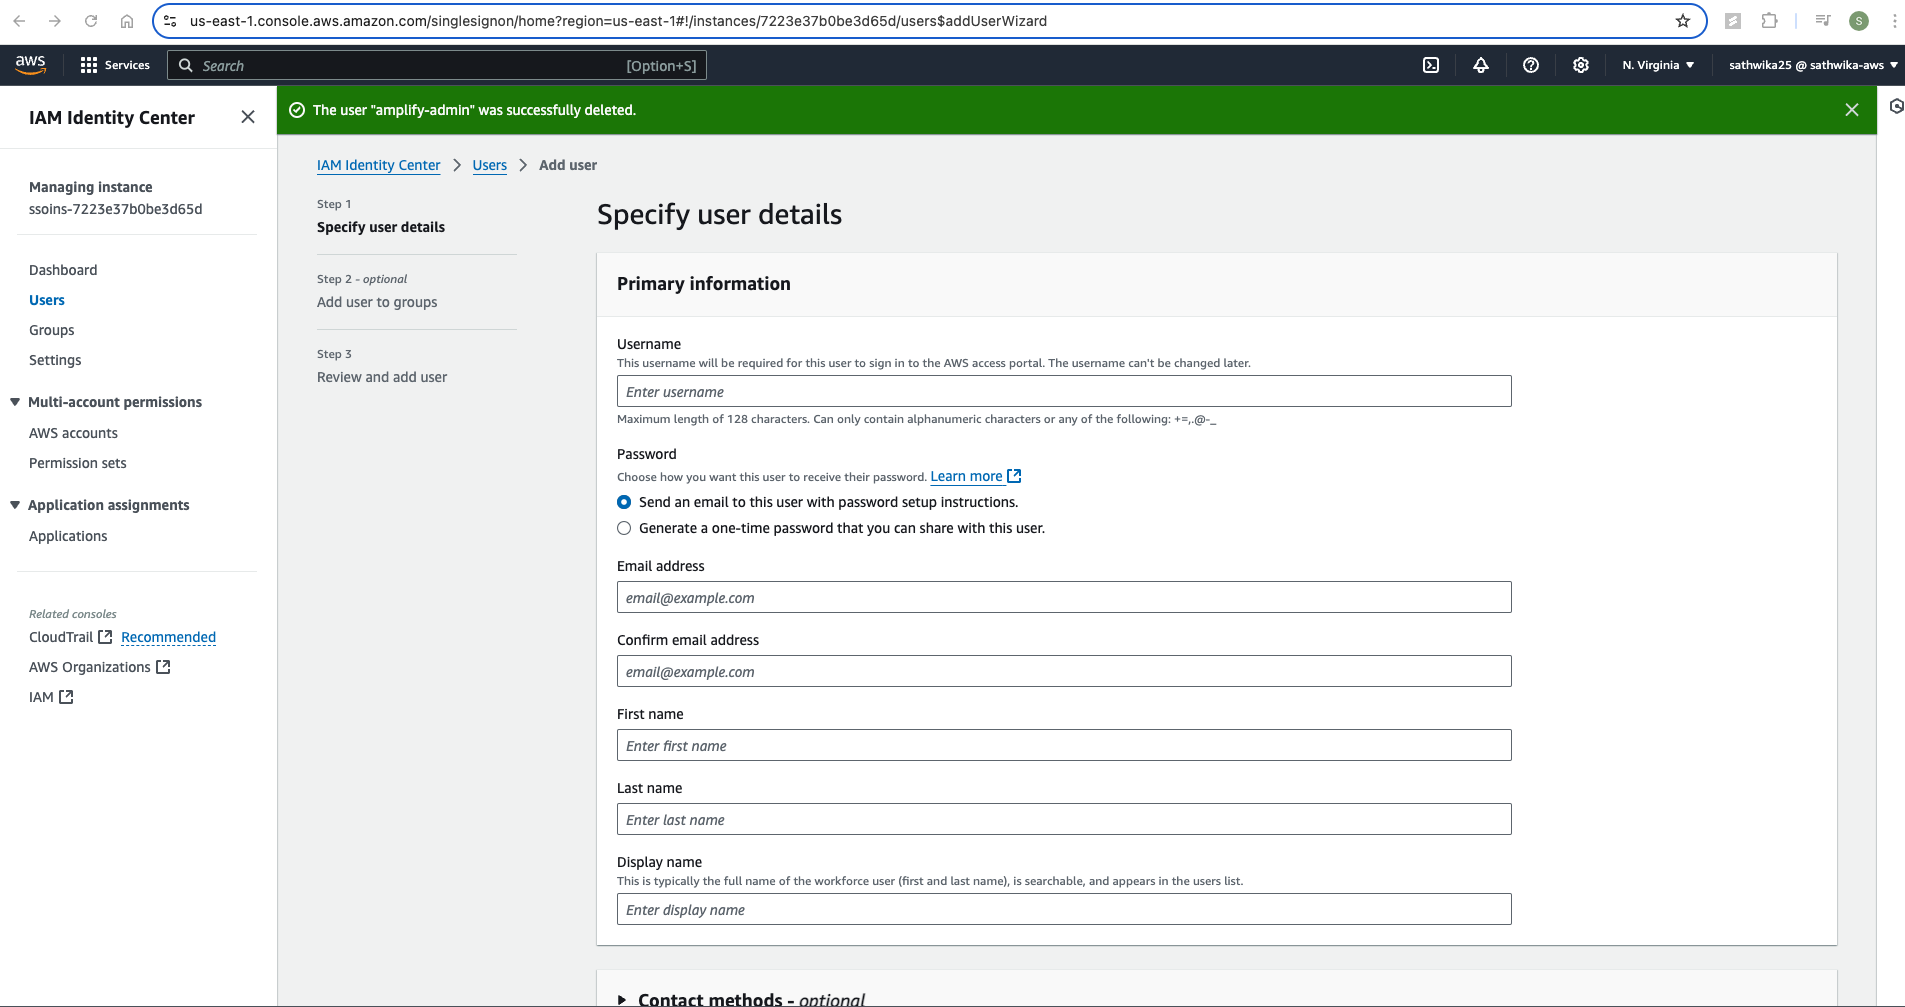 us-east-1.console.aws.amazon.com/singlesignon/home?region=us-east-1#!/instances/7223e37b0be3d65d/users$addUserWizard
S
aws
Services
Search
[Option+S]
N. Virginia
sathwika25 @ sathwika-aws
IAM Identity Center
The user "amplify-admin" was successfully deleted.
Managing instance
ssoins-7223e37b0be3d65d
Dashboard
Users
Groups
Settings
Multi-account permissions
AWS accounts
Permission sets
Application assignments
Applications
Related consoles
CloudTrail Recommended
AWS Organizations
IAM
IAM Identity Center > Users > Add user
Step 1
Specify user details
Step 2 - optional
Add user to groups
Step 3
Review and add user
Specify user details
Primary information
Username
This username will be required for this user to sign in to the AWS access portal. The username can't be changed later.
Enter username
Maximum length of 128 characters. Can only contain alphanumeric characters or any of the following: +=,.@-_
Password
Choose how you want this user to receive their password. Learn more
Send an email to this user with password setup instructions.
Generate a one-time password that you can share with this user.
Email address
email@example.com
Confirm email address
email@example.com
First name
Enter first name
Last name
Enter last name
Display name
This is typically the full name of the workforce user (first and last name), is searchable, and appears in the users list.
Enter display name
Contact methods - optional